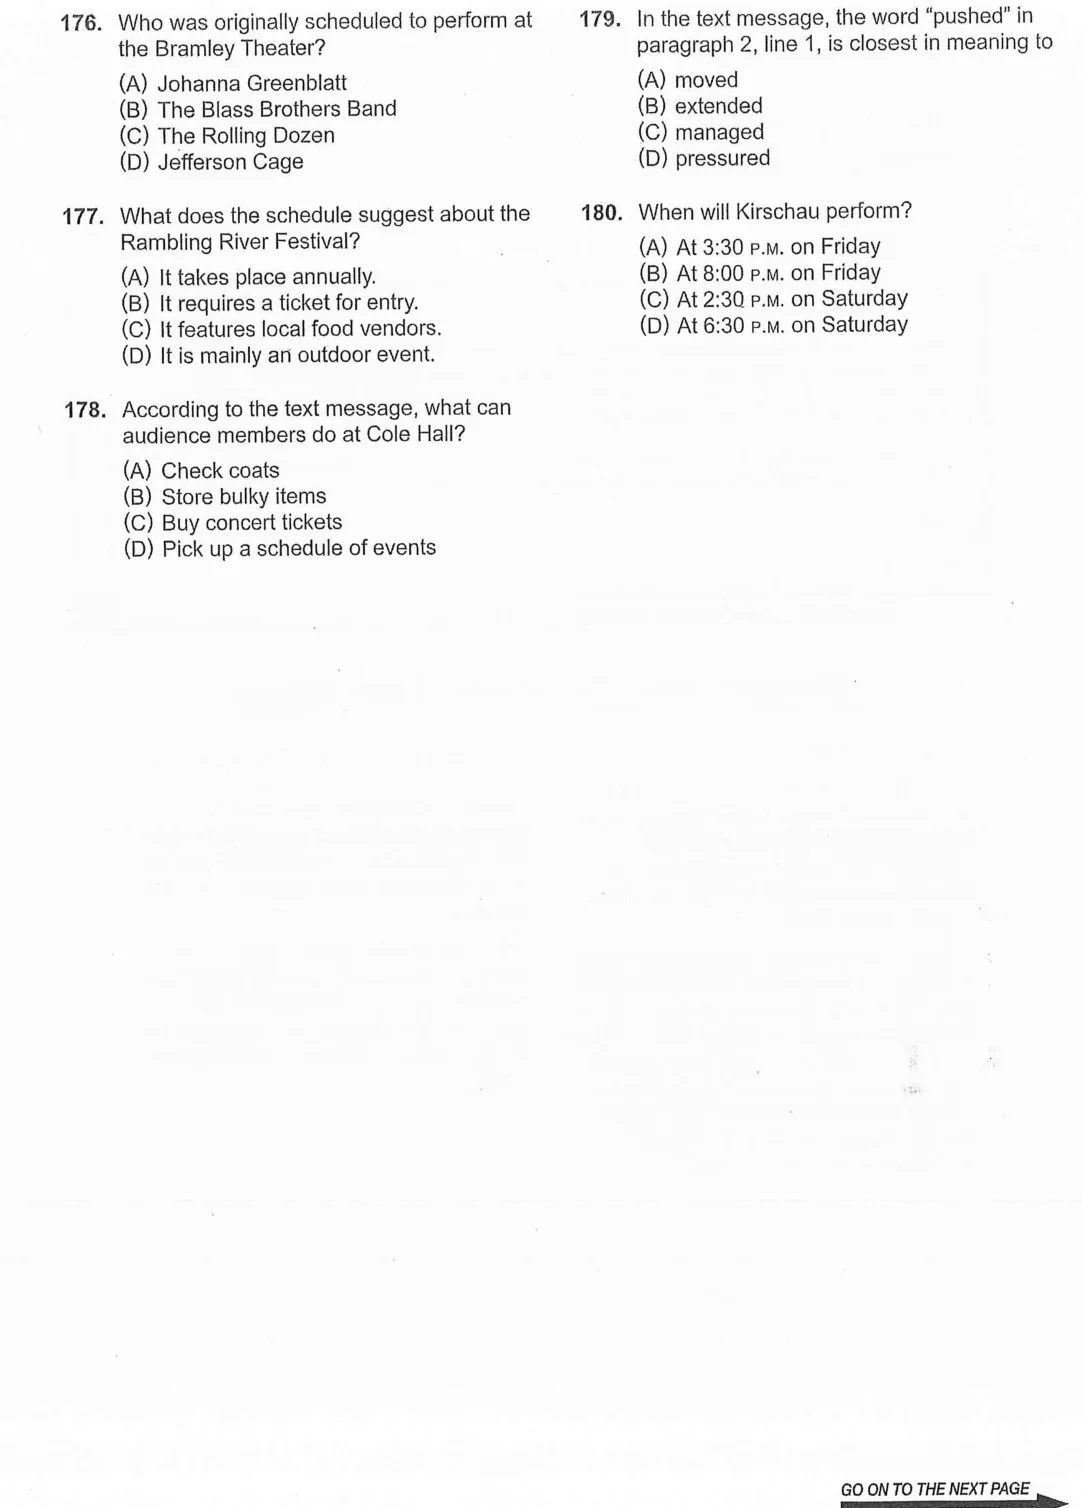 176. Who was originally scheduled to perform at
the Bramley Theater?
(A) Johanna Greenblatt
(B) The Blass Brothers Band
(C) The Rolling Dozen
(D) Jefferson Cage
177. What does the schedule suggest about the
Rambling River Festival?
(A) It takes place annually.
(B) It requires a ticket for entry.
(C) It features local food vendors.
(D) It is mainly an outdoor event.
178. According to the text message, what can
audience members do at Cole Hall?
(A) Check coats
(B) Store bulky items
(C) Buy concert tickets
(D) Pick up a schedule of events
179. In the text message, the word “pushed” in
paragraph 2, line 1, is closest in meaning to
(A) moved
(B) extended
(C) managed
(D) pressured
180. When will Kirschau perform?
(A) At 3:30 P.M. on Friday
(B) At 8:00 P.M. on Friday
(C) At 2:30 P.M. on Saturday
(D) At 6:30 P.M. on Saturday
GO ON TO THE NEXT PAGE